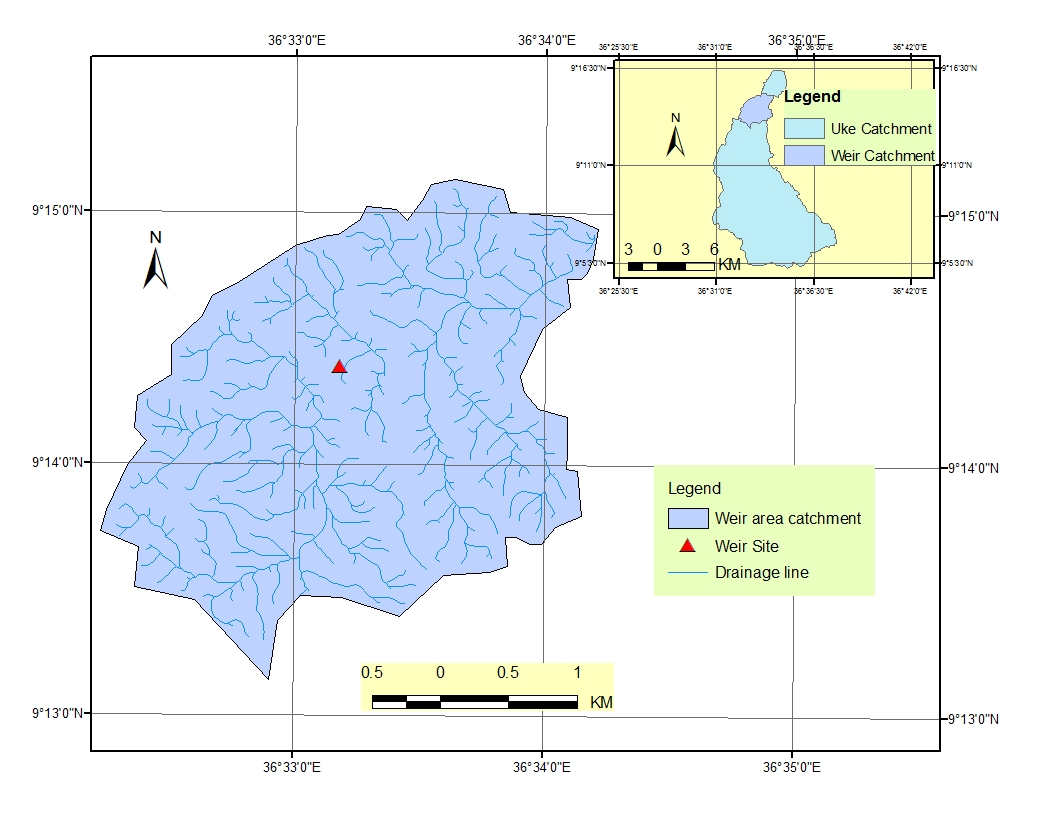 36°33'0"E 36°34'0"E 36°35'0"E
36°25'30"E 36°31'0"E 36°36'30"E 36°42'0"E
9°16'30"N 9°16'30"N
Legend
Uke Catchment
Weir Catchment
N
9°11'0"N 9°11'0"N
3 0 3 6
KM
9°5'30"N 9°5'30"N
36°25'30"E 36°31'0"E 36°36'30"E 36°42'0"E
9°15'0"N 9°15'0"N
N
9°14'0"N 9°14'0"N
Legend
Weir area catchment
Weir Site
Drainage line
0.5 0 0.5 1
KM
9°13'0"N 9°13'0"N
36°33'0"E 36°34'0"E 36°35'0"E